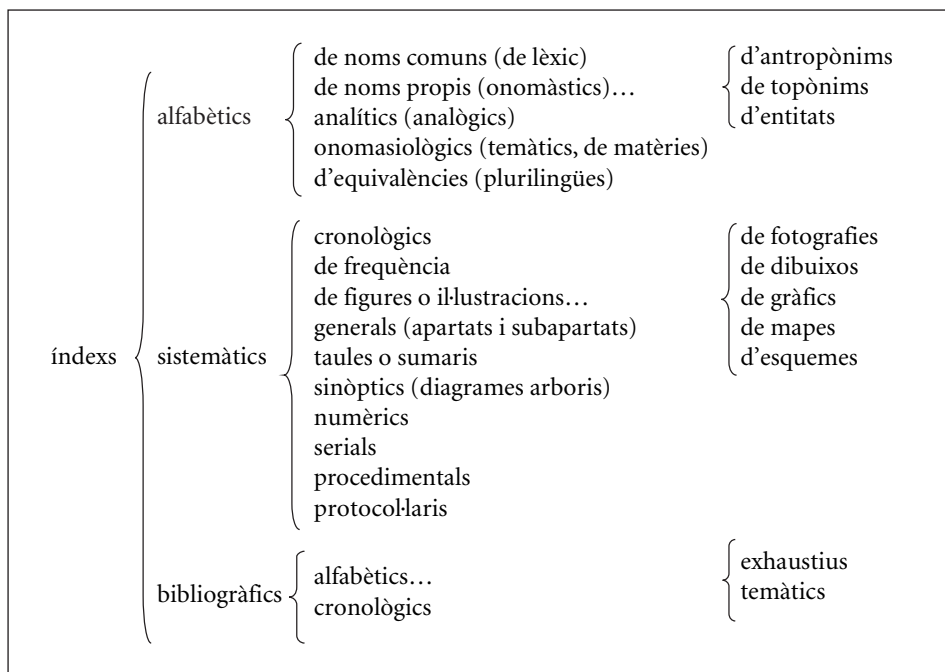 índexs
alfabètics
de noms comuns (de lèxic)
de noms propis (onomàstics)…
d’antropònims
de topònims
d’entitats
analítics (analògics)
onomasiològics (temàtics, de matèries)
d’equivalències (plurilingües)
sistemàtics
cronològics
de freqüència
de figures o il·lustracions…
de fotografies
de dibuixos
de gràfics
de mapes
d’esquemes
generals (apartats i subapartats)
taules o sumaris
sinòptics (diagrames arboris)
numèrics
serials
procedimentals
protocol·laris
bibliogràfics
alfabètics…
exhaustius
temàtics
cronològics